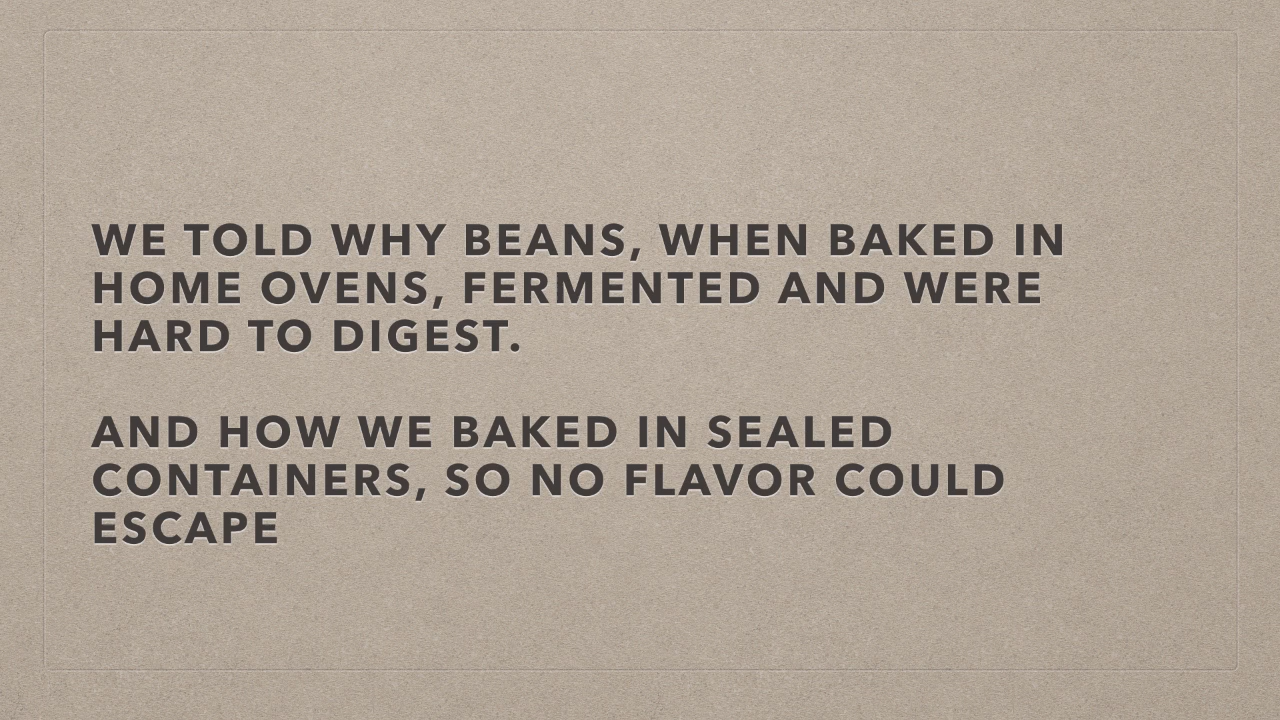 WE TOLD WHY BEANS, WHEN BAKED IN
HOME OVENS, FERMENTED AND WERE
HARD TO DIGEST.
AND HOW WE BAKED IN SEALED
CONTAINERS, SO NO FLAVOR COULD
ESCAPE